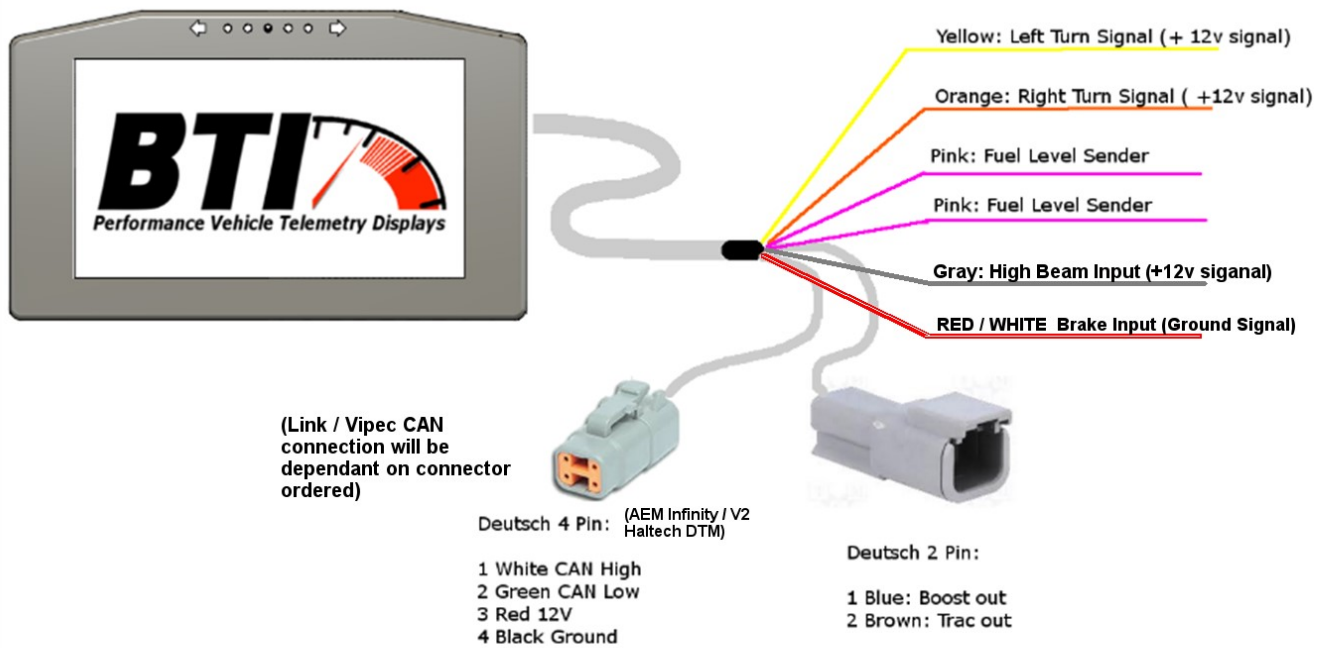 BTI
Performance Vehicle Telemetry Displays
Yellow: Left Turn Signal (+ 12v signal)
Orange: Right Turn Signal ( +12v signal)
Pink: Fuel Level Sender
Pink: Fuel Level Sender
Gray: High Beam Input (+12v siganal)
RED / WHITE Brake Input (Ground Signal)
(Link / Vipec CAN
connection will be
dependant on connector
ordered)
Deutsch 4 Pin:
(AEM Infinity / V2
Haltech DTM)
1 White CAN High
2 Green CAN Low
3 Red 12V
4 Black Ground
Deutsch 2 Pin:
1 Blue: Boost out
2 Brown: Trac out